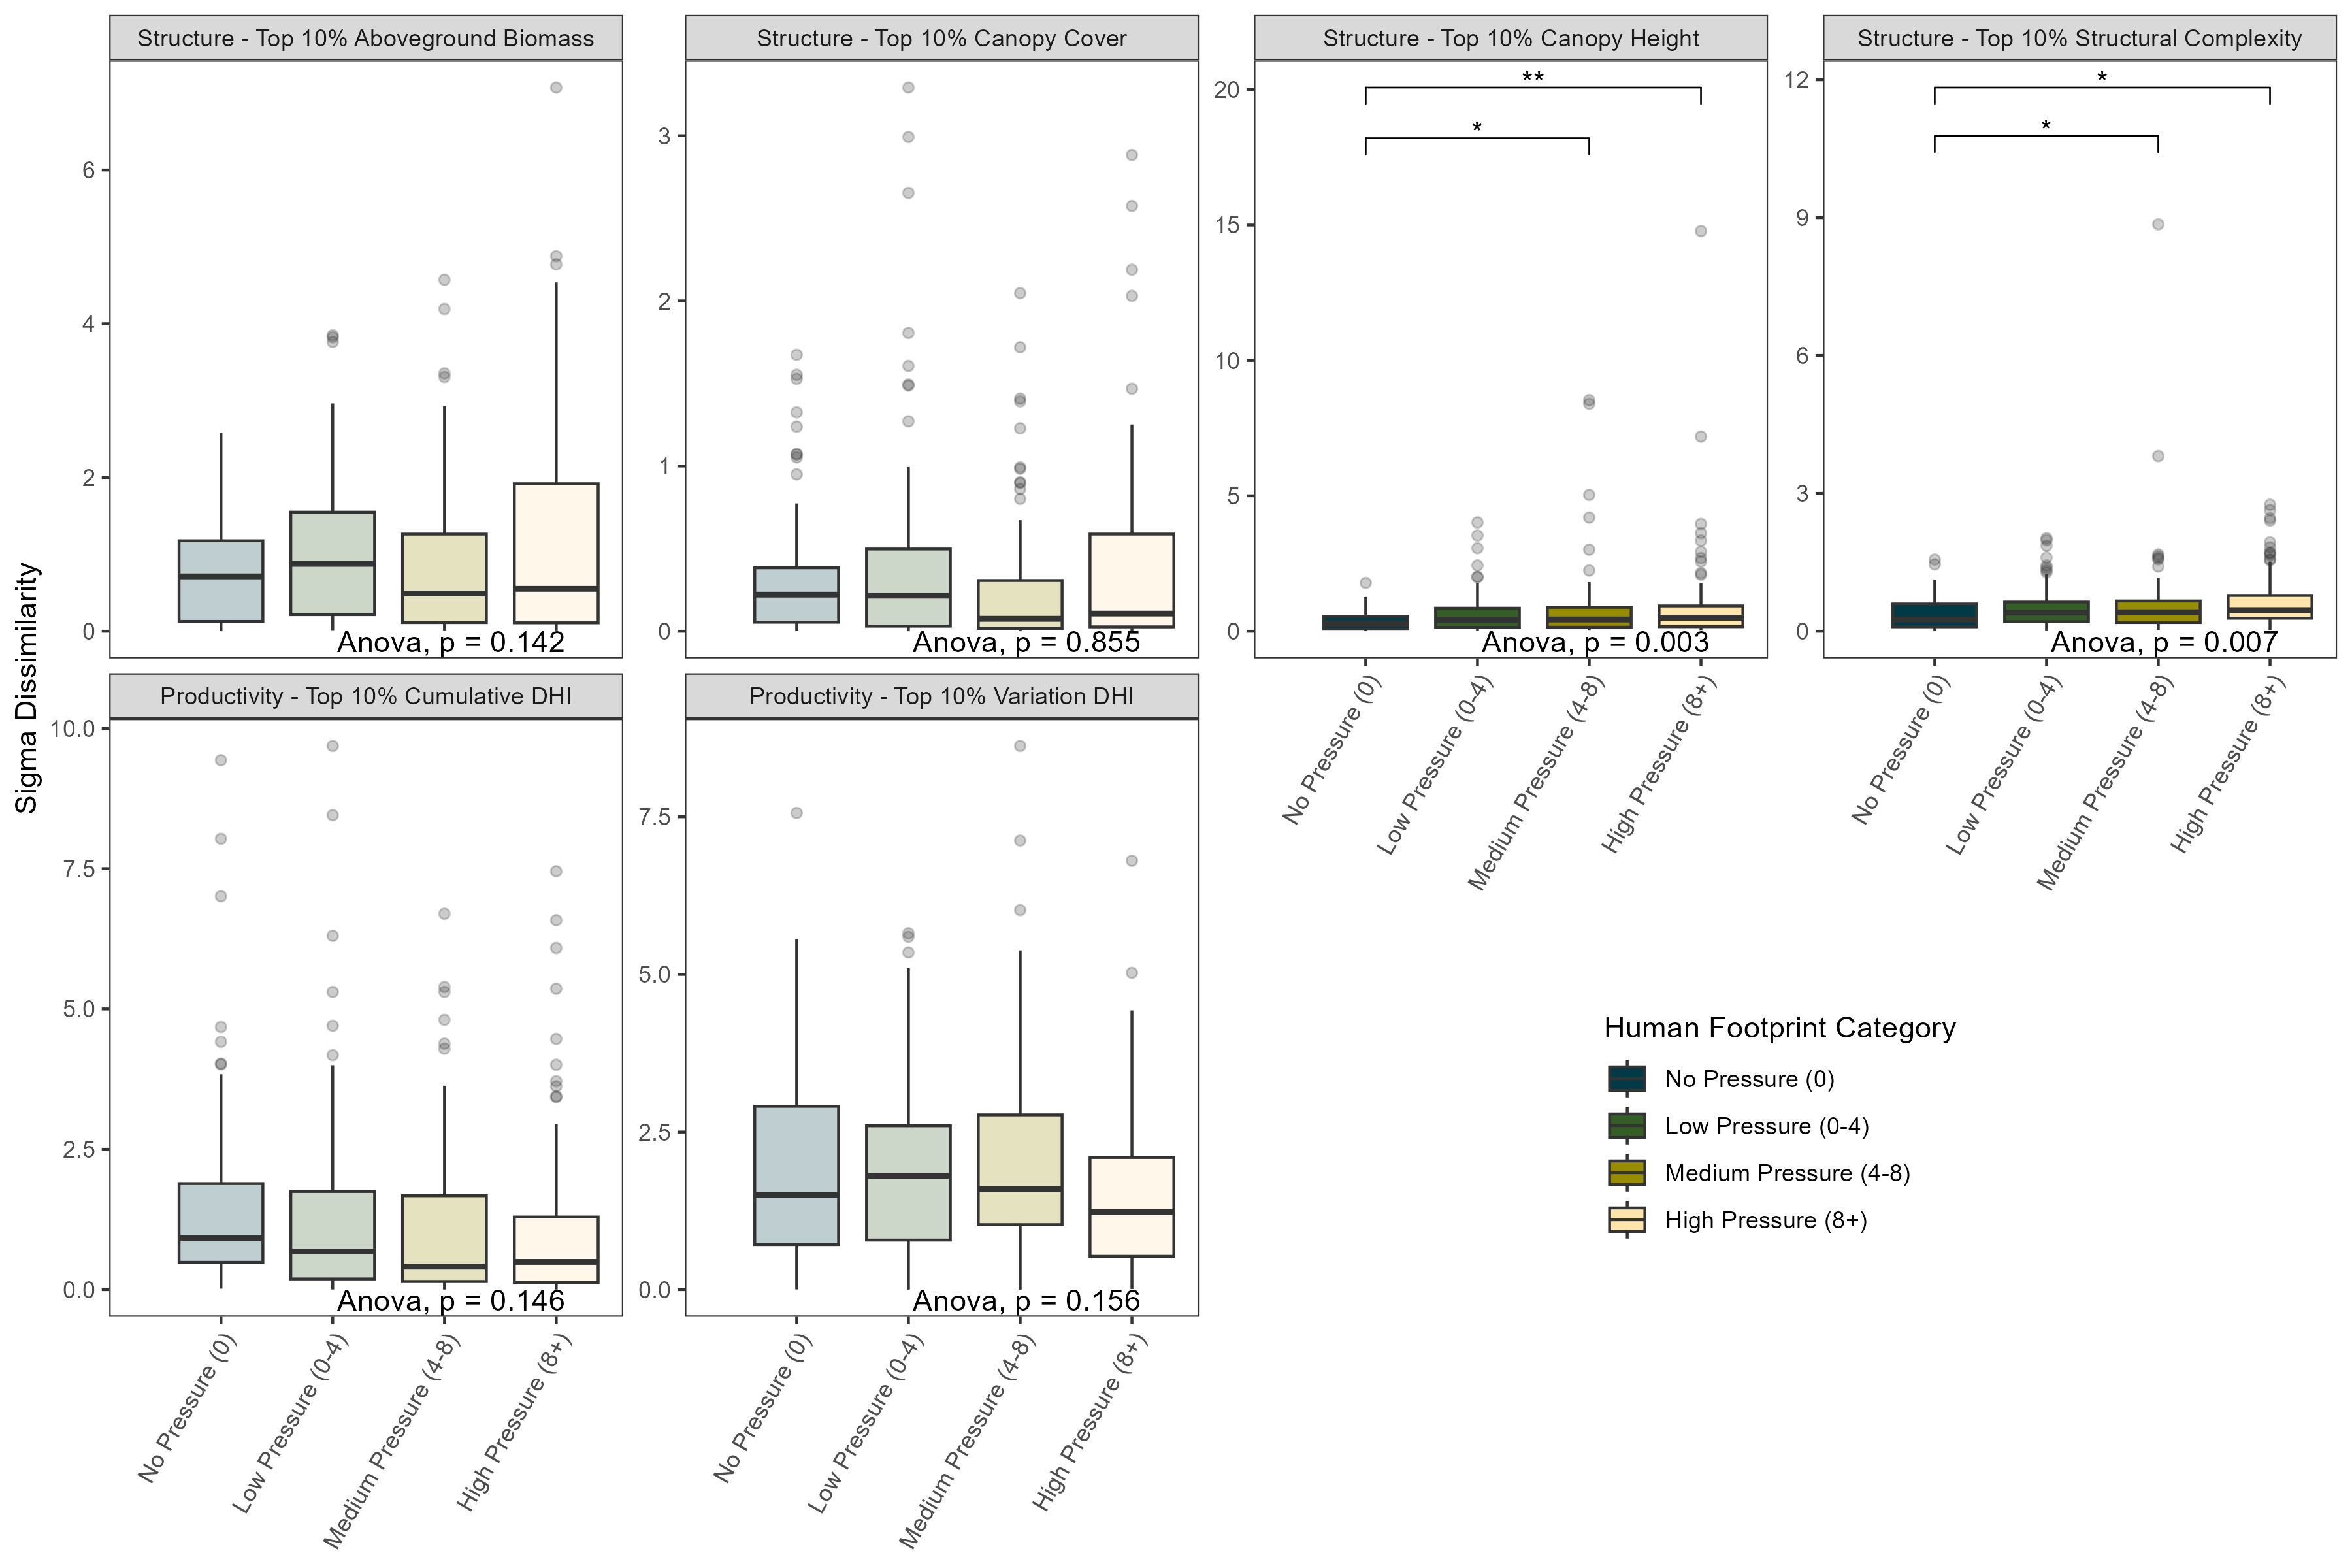 Structure - Top 10% Aboveground Biomass
Structure - Top 10% Canopy Cover
Structure - Top 10% Canopy Height
Structure - Top 10% Structural Complexity
Sigma Dissimilarity
6
4
2
0
Anova, p = 0.142
3
2
1
0
Anova, p = 0.855
20
15
10
5
0
**
*
Anova, p = 0.003
No Pressure (0)
Low Pressure (0-4)
Medium Pressure (4-8)
High Pressure (8+)
12
9
6
3
0
*
*
Anova, p = 0.007
No Pressure (0)
Low Pressure (0-4)
Medium Pressure (4-8)
High Pressure (8+)
Productivity - Top 10% Cumulative DHI
Productivity - Top 10% Variation DHI
10.0
7.5
5.0
2.5
0.0
Anova, p = 0.146
No Pressure (0)
Low Pressure (0-4)
Medium Pressure (4-8)
High Pressure (8+)
7.5
5.0
2.5
0.0
Anova, p = 0.156
No Pressure (0)
Low Pressure (0-4)
Medium Pressure (4-8)
High Pressure (8+)
Human Footprint Category
No Pressure (0)
Low Pressure (0-4)
Medium Pressure (4-8)
High Pressure (8+)